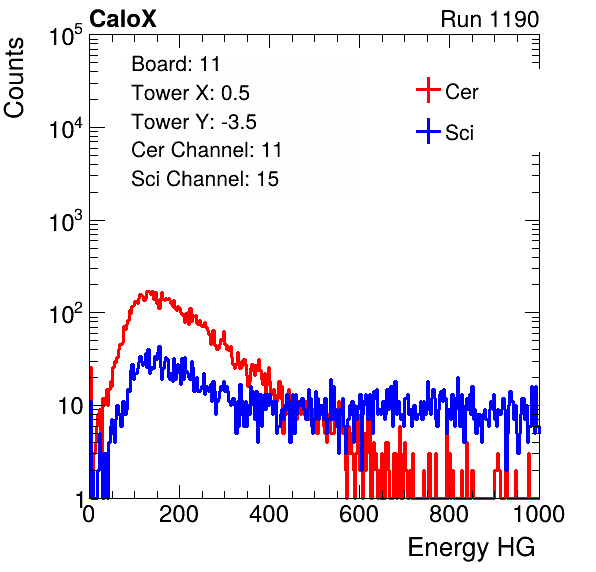 CaloX Run 1190
Counts
Board: 11
Tower X: 0.5
Tower Y: -3.5
Cer Channel: 11
Sci Channel: 15
Cer
Sci
10^5
10^4
10^3
10^2
10
1
0 200 400 600 800 1000
Energy HG